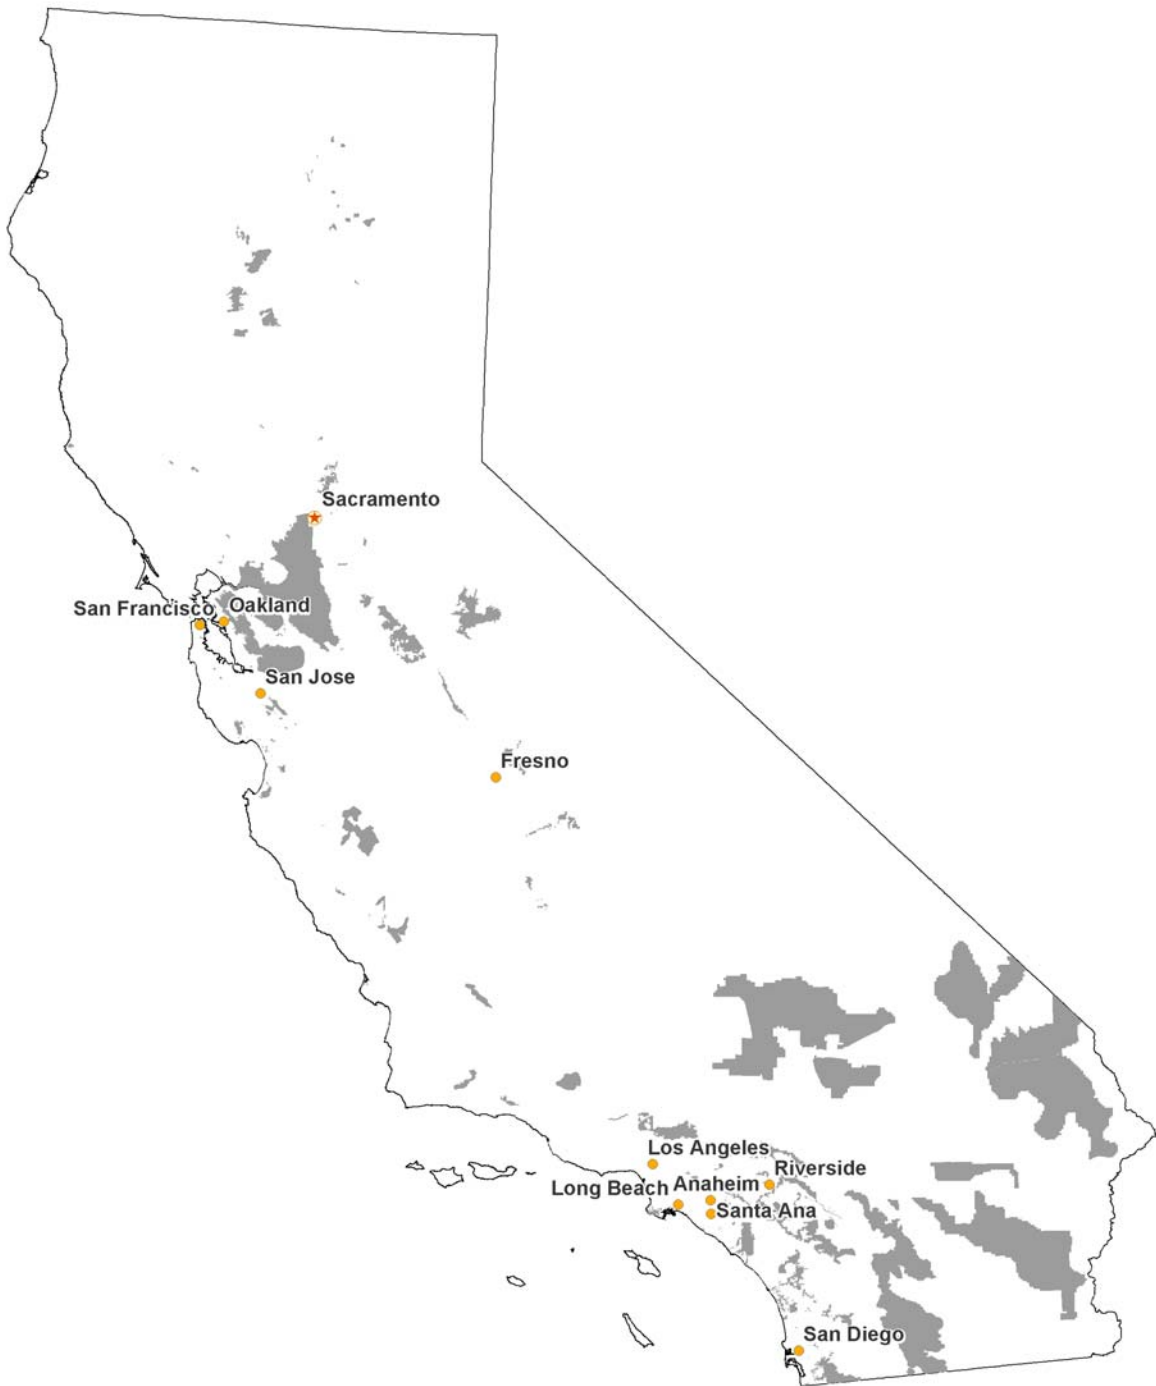 Sacramento
San Francisco
Oakland
San Jose
Fresno
Los Angeles
Riverside
Long Beach
Anaheim
Santa Ana
San Diego